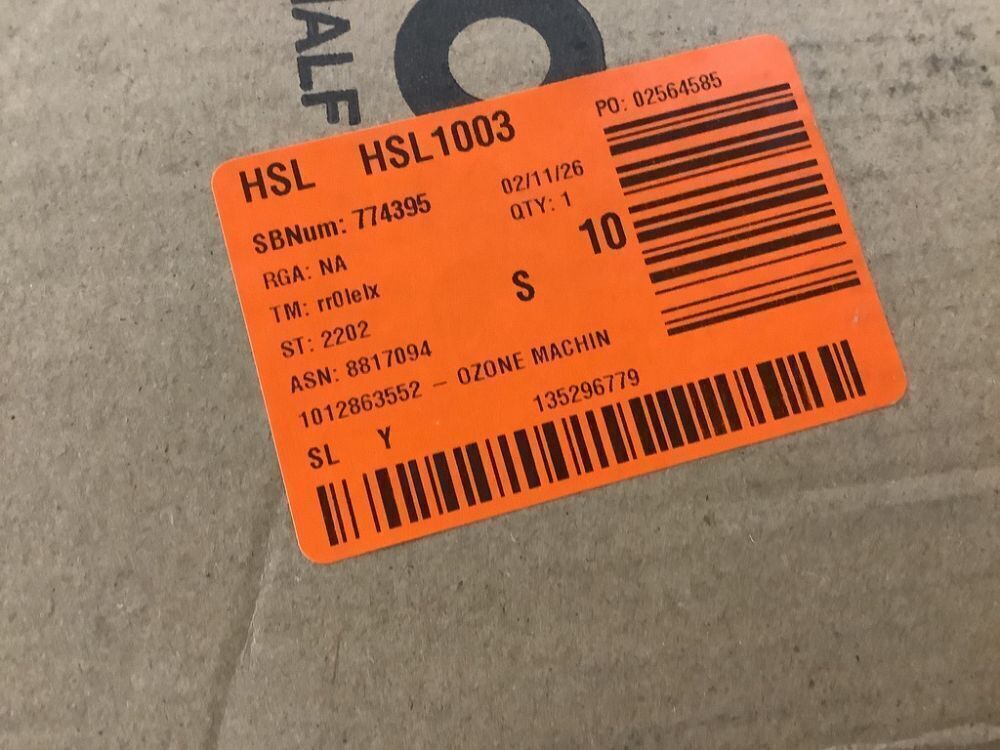 HALF
HSL HSL1003 PO: 02564585
SBNum: 774395 02/11/26
RGA: NA QTY: 1
TM: rr0lelx S 10
ST: 2202
ASN: 8817094
1012863552 – OZONE MACHIN
SL Y 135296779